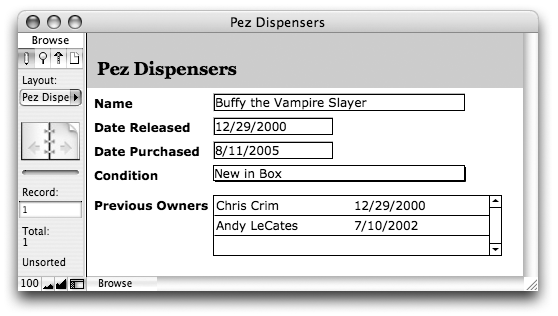 Pez Dispensers
Browse
Layout:
Pez Dispe
Record:
1
Total:
1
Unsorted
Pez Dispensers
Name Buffy the Vampire Slayer
Date Released 12/29/2000
Date Purchased 8/11/2005
Condition New in Box
Previous Owners Chris Crim 12/29/2000
Andy LeCates 7/10/2002
100 Browse